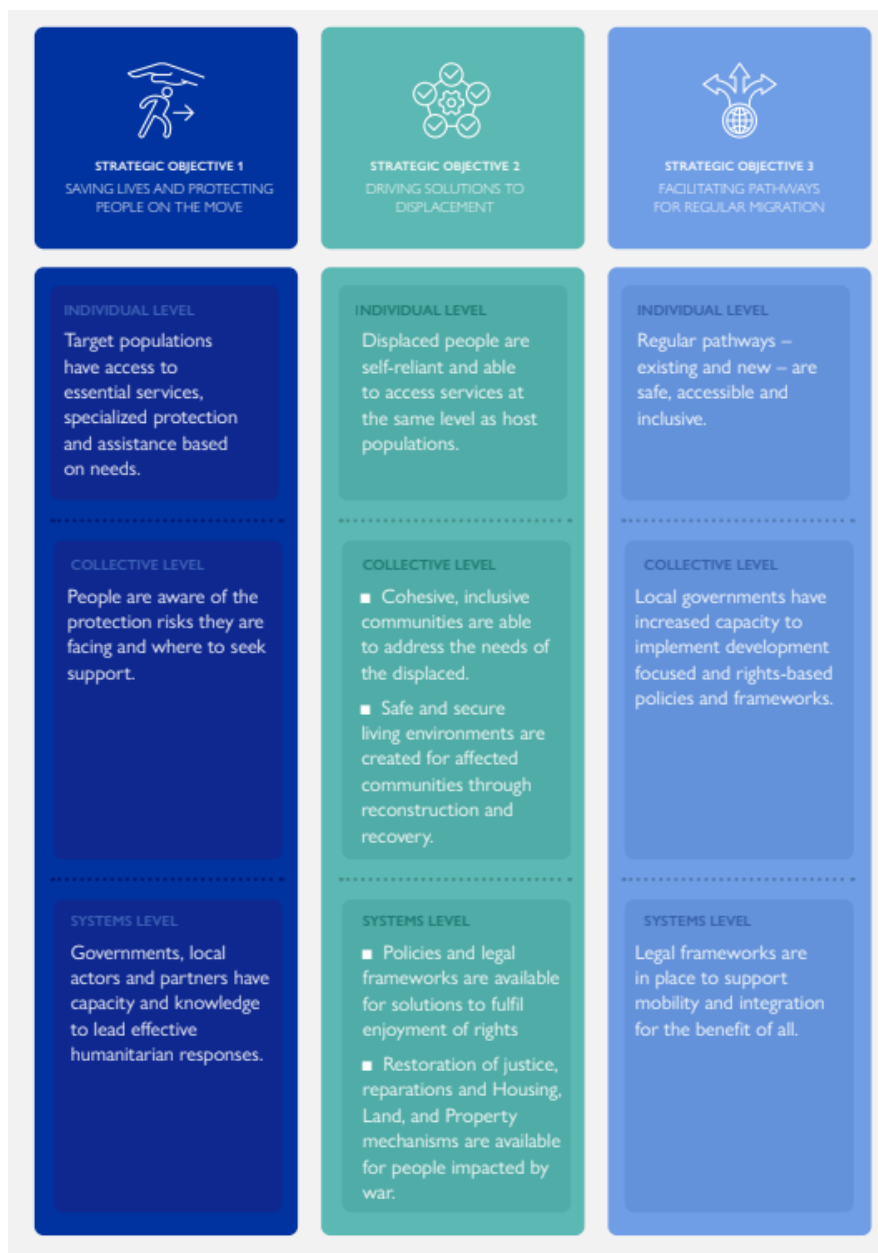 STRATEGIC OBJECTIVE 1
SAVING LIVES AND PROTECTING
PEOPLE ON THE MOVE
STRATEGIC OBJECTIVE 2
DRIVING SOLUTIONS TO
DISPLACEMENT
STRATEGIC OBJECTIVE 3
FACILITATING PATHWAYS
FOR REGULAR MIGRATION
INDIVIDUAL LEVEL
Target populations
have access to
essential services,
specialized protection
and assistance based
on needs.
COLLECTIVE LEVEL
People are aware of the
protection risks they are
facing and where to seek
support.
SYSTEMS LEVEL
Governments, local
actors and partners have
capacity and knowledge
to lead effective
humanitarian responses.
INDIVIDUAL LEVEL
Displaced people are
self-reliant and able
to access services at
the same level as host
populations.
COLLECTIVE LEVEL
■ Cohesive, inclusive
communities are able
to address the needs of
the displaced.
■ Safe and secure
living environments are
created for affected
communities through
reconstruction and
recovery.
SYSTEMS LEVEL
■ Policies and legal
frameworks are available
for solutions to fulfil
enjoyment of rights
■ Restoration of justice,
reparations and Housing,
Land, and Property
mechanisms are available
for people impacted by
war.
INDIVIDUAL LEVEL
Regular pathways –
existing and new – are
safe, accessible and
inclusive.
COLLECTIVE LEVEL
Local governments have
increased capacity to
implement development
focused and rights-based
policies and frameworks.
SYSTEMS LEVEL
Legal frameworks are
in place to support
mobility and integration
for the benefit of all.